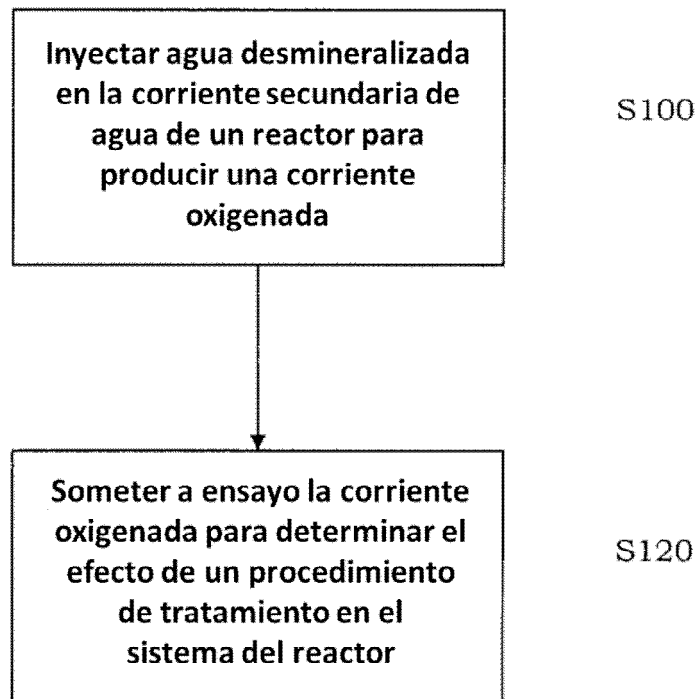 Inyectar agua desmineralizada
en la corriente secundaria de
agua de un reactor para
producir una corriente
oxigenada
S100
Someter a ensayo la corriente
oxigenada para determinar el
efecto de un procedimiento
de tratamiento en el
sistema del reactor
S120